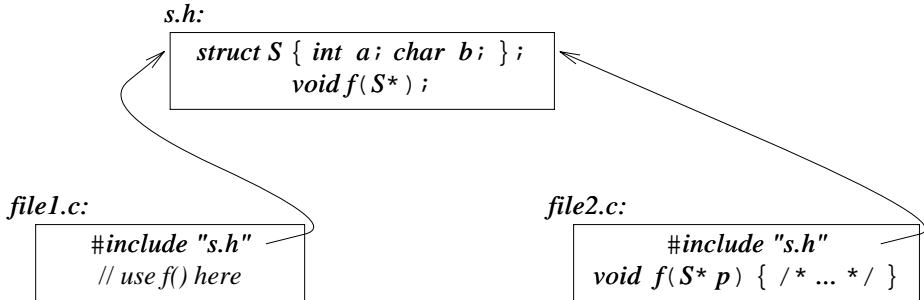 s.h:
struct S { int a; char b; };
void f(S*);
file1.c:
#include "s.h"
// use f() here
file2.c:
#include "s.h"
void f(S* p) { /* ... */ }